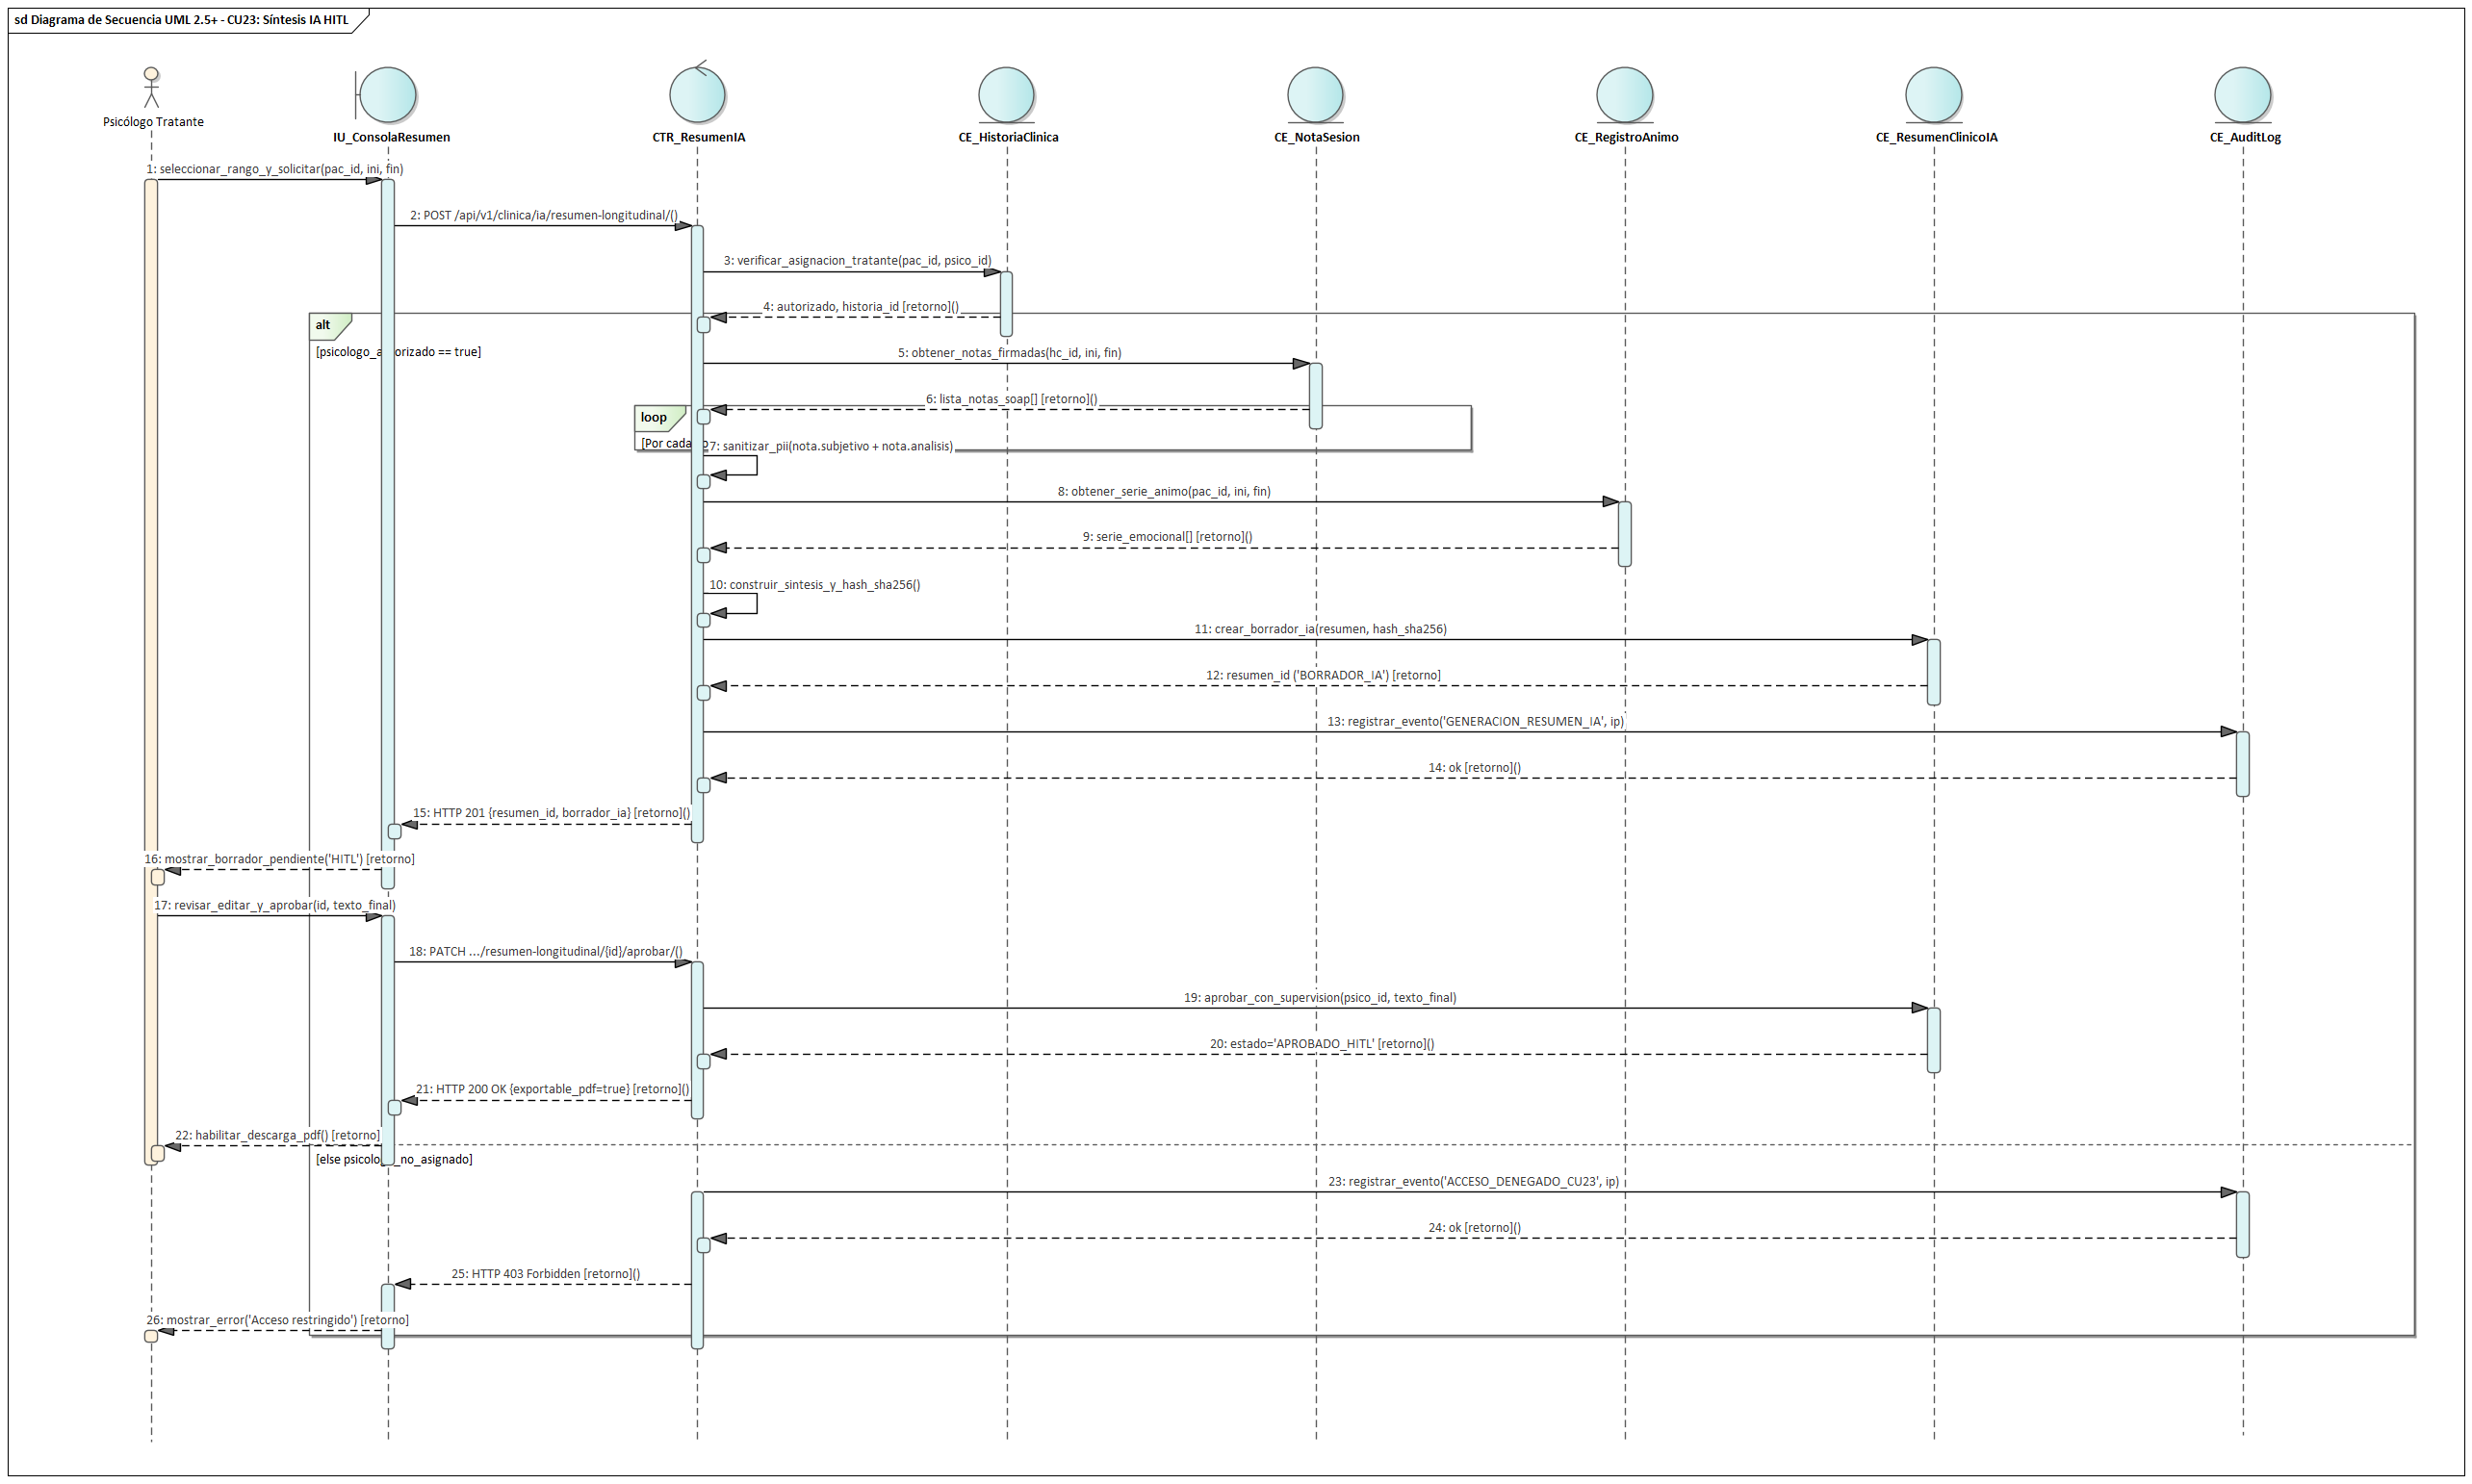 sd Diagrama de Secuencia UML 2.5+ - CU23: Síntesis IA HITL
Psicólogo Tratante
IU_ConsolaResumen
CTR_ResumenIA
CE_HistoriaClinica
CE_NotaSesion
CE_RegistroAnimo
CE_ResumenClinicoIA
CE_AuditLog
1: seleccionar_rango_y_solicitar(pac_id, ini, fin)
2: POST /api/v1/clinica/ia/resumen-longitudinal/()
3: verificar_asignacion_tratante(pac_id, psico_id)
4: autorizado, historia_id [retorno]()
alt
[psicologo_a orizado == true]
5: obtener_notas_firmadas(hc_id, ini, fin)
6: lista_notas_soap[] [retorno]()
loop
[Por cada
7: sanitizar_pii(nota.subjetivo + nota.analisis)
8: obtener_serie_animo(pac_id, ini, fin)
9: serie_emocional[] [retorno]()
10: construir_sintesis_y_hash_sha256()
11: crear_borrador_ia(resumen, hash_sha256)
12: resumen_id ('BORRADOR_IA') [retorno]
13: registrar_evento('GENERACION_RESUMEN_IA', ip)
14: ok [retorno]()
15: HTTP 201 {resumen_id, borrador_ia} [retorno]()
16: mostrar_borrador_pendiente('HITL') [retorno]
17: revisar_editar_y_aprobar(id, texto_final)
18: PATCH .../resumen-longitudinal/{id}/aprobar/()
19: aprobar_con_supervision(psico_id, texto_final)
20: estado='APROBADO_HITL' [retorno]()
21: HTTP 200 OK {exportable_pdf=true} [retorno]()
22: habilitar_descarga_pdf() [retorno]
[else psicolog _no_asignado]
23: registrar_evento('ACCESO_DENEGADO_CU23', ip)
24: ok [retorno]()
25: HTTP 403 Forbidden [retorno]()
26: mostrar_error('Acceso restringido') [retorno]